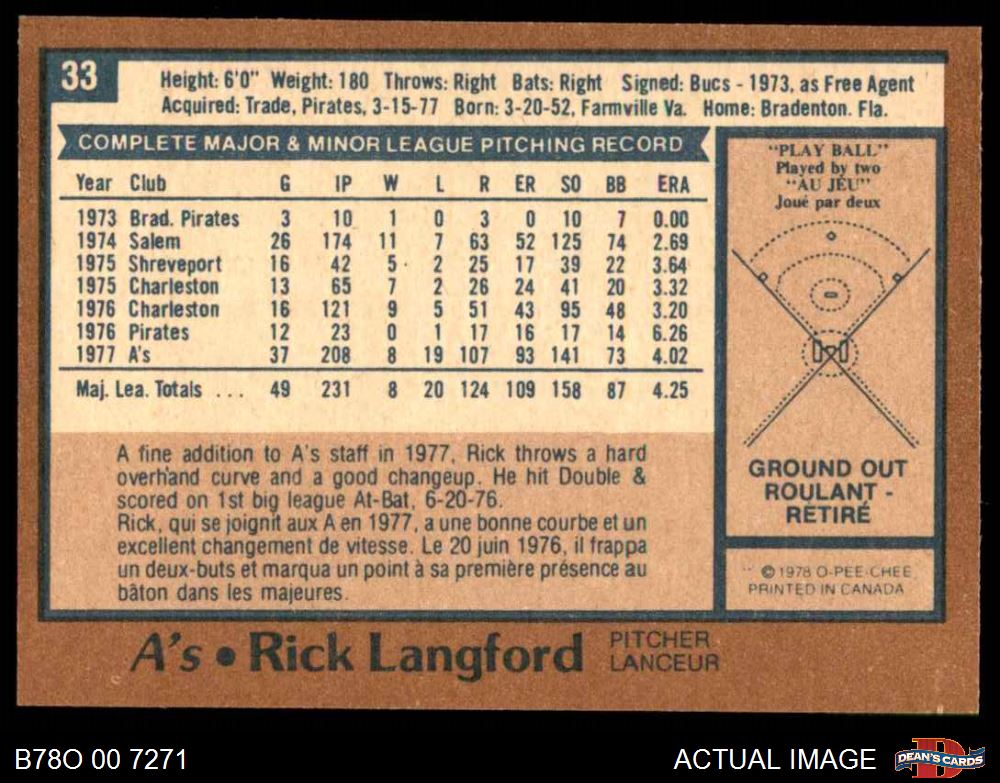 33
Height: 6'0" Weight: 180 Throws: Right Bats: Right Signed: Bucs - 1973, as Free Agent
Acquired: Trade, Pirates, 3-15-77 Born: 3-20-52, Farmville Va. Home: Bradenton. Fla.
COMPLETE MAJOR & MINOR LEAGUE PITCHING RECORD
Year Club G IP W L R ER SO BB ERA
1973 Brad. Pirates 3 10 1 0 3 0 10 7 0.00
1974 Salem 26 174 11 7 63 52 125 74 2.69
1975 Shreveport 16 42 5 2 25 17 39 22 3.64
1975 Charleston 13 65 7 2 26 24 41 20 3.32
1976 Charleston 16 121 9 5 51 43 95 48 3.20
1976 Pirates 12 23 0 1 17 16 17 14 6.26
1977 A's 37 208 8 19 107 93 141 73 4.02
Maj. Lea. Totals ... 49 231 8 20 124 109 158 87 4.25
A fine addition to A's staff in 1977, Rick throws a hard
overhand curve and a good changeup. He hit Double &
scored on 1st big league At-Bat, 6-20-76.
Rick, qui se joignit aux A en 1977, a une bonne courbe et un
excellent changement de vitesse. Le 20 juin 1976, il frappa
un deux-buts et marqua un point à sa première présence au
bâton dans les majeures.
"PLAY BALL"
Played by two
"AU JEU"
Joué par deux
GROUND OUT
ROULANT -
RETIRÉ
© 1978 O-PEE-CHEE
PRINTED IN CANADA
A's • Rick Langford
PITCHER
LANCEUR
B78O 00 7271
ACTUAL IMAGE
DEAN'S CARDS